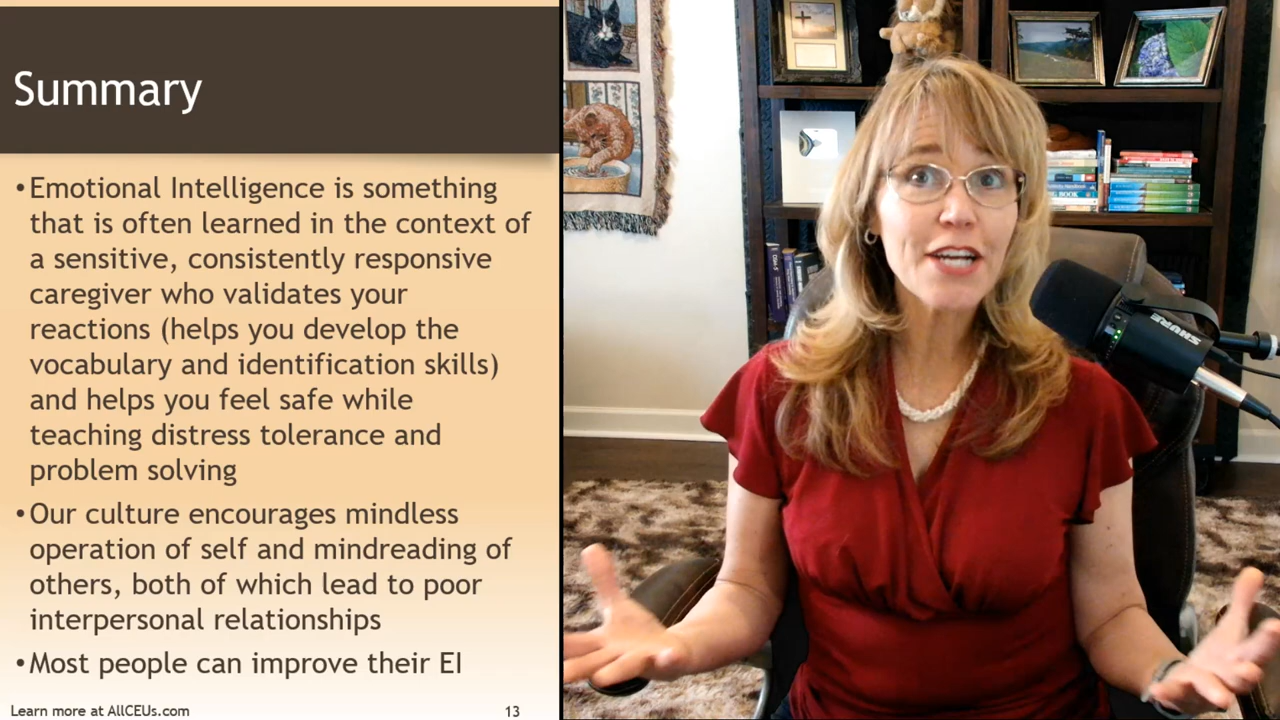 Summary
•Emotional Intelligence is something
that is often learned in the context of
a sensitive, consistently responsive
caregiver who validates your
reactions (helps you develop the
vocabulary and identification skills)
and helps you feel safe while
teaching distress tolerance and
problem solving
•Our culture encourages mindless
operation of self and mindreading of
others, both of which lead to poor
interpersonal relationships
•Most people can improve their EI
Learn more at AllCEUs.com
13
SHURE